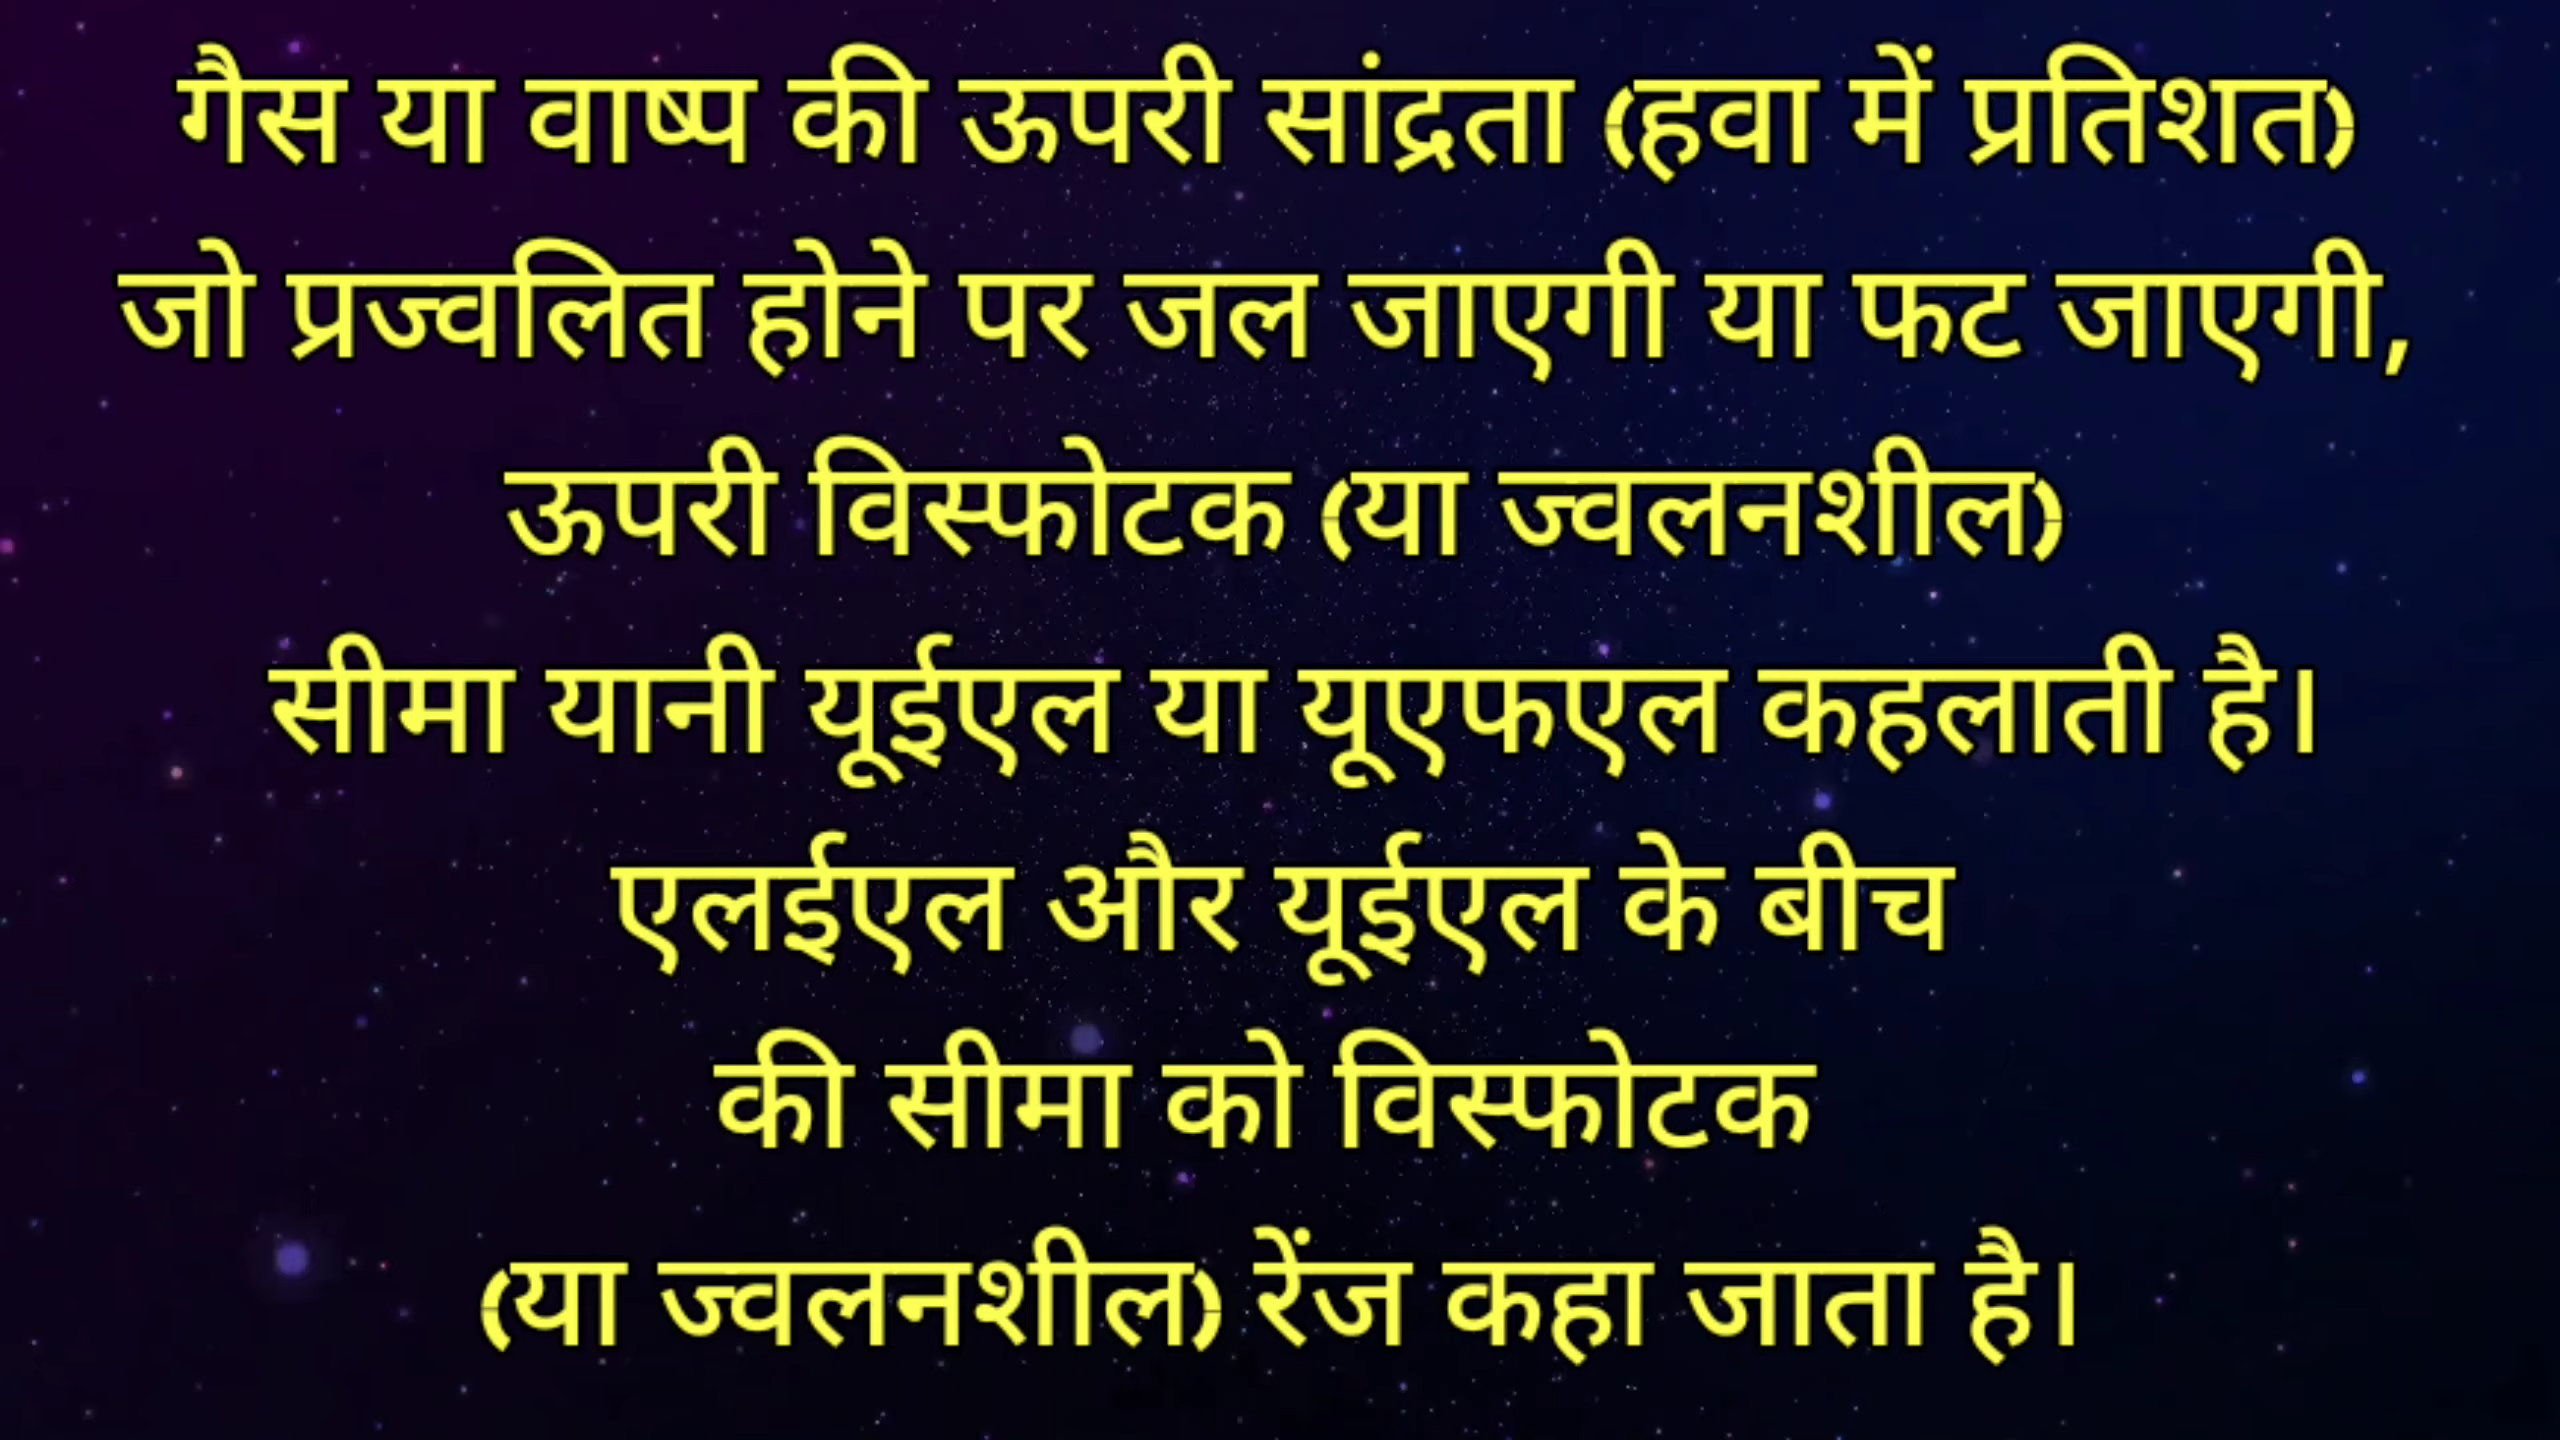 गैस या वाष्प की ऊपरी सांद्रता (हवा में प्रतिशत)
जो प्रज्वलित होने पर जल जाएगी या फट जाएगी,
ऊपरी विस्फोटक (या ज्वलनशील)
सीमा यानी यूईएल या यूएफएल कहलाती है।
एलईएल और यूईएल के बीच
की सीमा को विस्फोटक
(या ज्वलनशील) रेंज कहा जाता है।